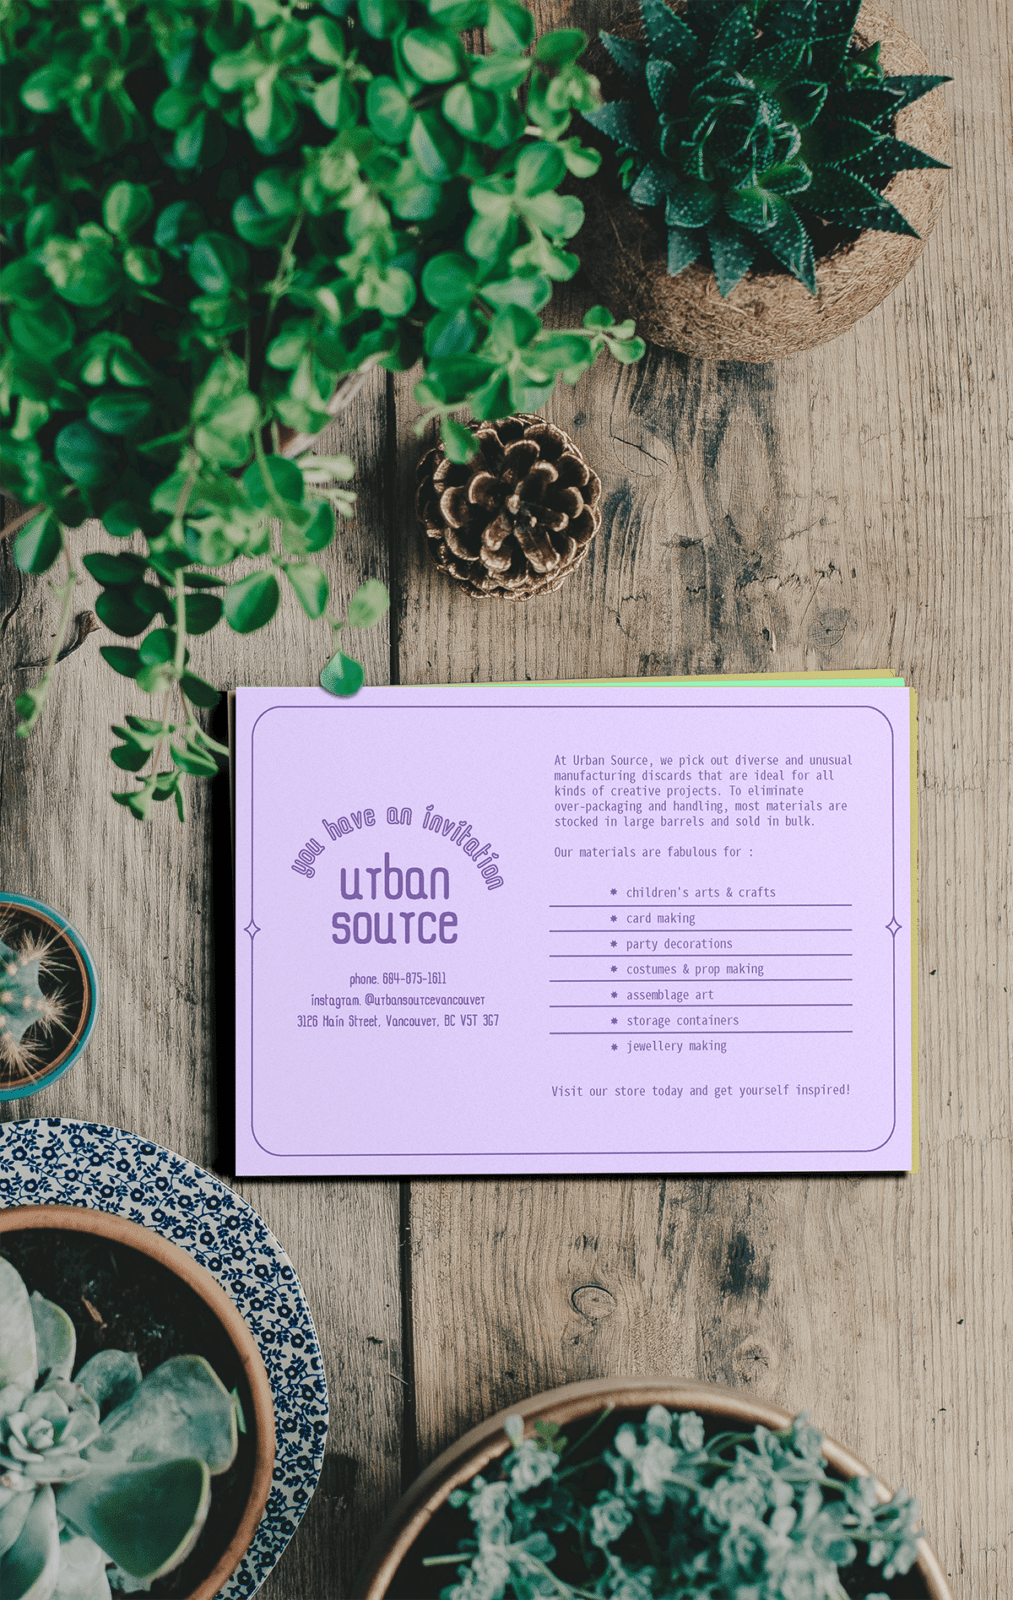 you have an invitation
urban
source
phone. 604-875-1611
instagram. @urbansourcevancouver
3126 Main Street, Vancouver, BC V5T 3G7
At Urban Source, we pick out diverse and unusual
manufacturing discards that are ideal for all
kinds of creative projects. To eliminate
over-packaging and handling, most materials are
stocked in large barrels and sold in bulk.
Our materials are fabulous for :
children's arts & crafts
card making
party decorations
costumes & prop making
assemblage art
storage containers
jewellery making
Visit our store today and get yourself inspired!